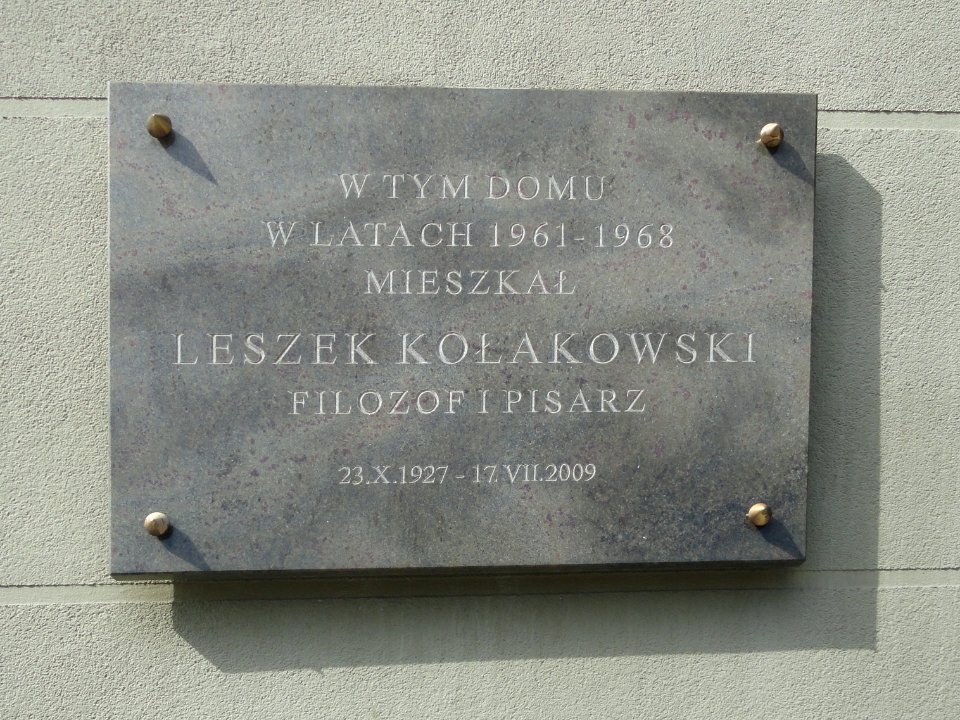 W TYM DOMU
W LATACH 1961-1968
MIESZKAŁ
LESZEK KOŁAKOWSKI
FILOZOF I PISARZ
23.X.1927 - 17.VII.2009